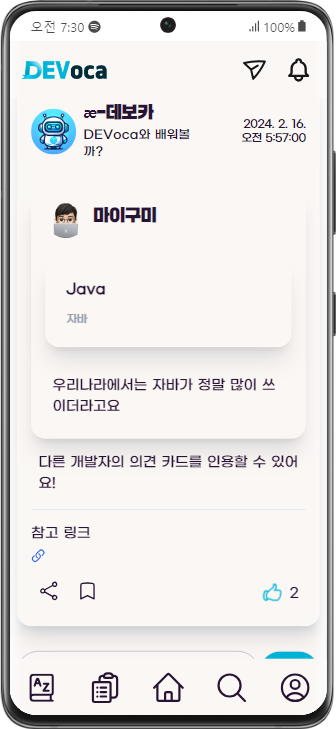 오전 7:30
100%
DEVoca
æ-데보카
DEVoca와 배워볼
까?
2024. 2. 16.
오전 5:57:00
마이구미
Java
자바
우리나라에서는 자바가 정말 많이 쓰
이더라고요
다른 개발자의 의견 카드를 인용할 수 있어
요!
참고 링크
2
AZ